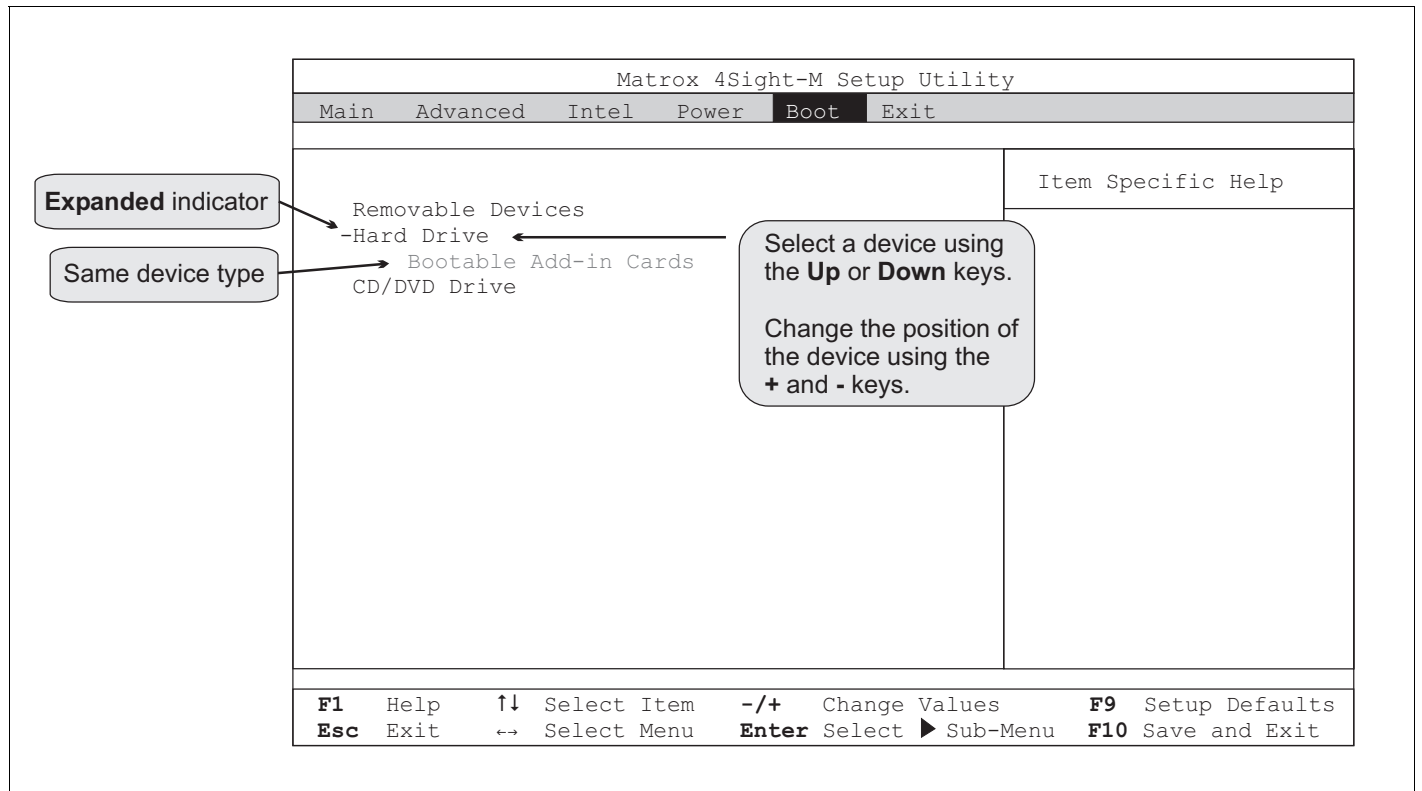 Matrox 4Sight-M Setup Utility
Main Advanced Intel Power Boot Exit
Item Specific Help
Expanded indicator
Same device type
Removable Devices
-Hard Drive
Bootable Add-in Cards
CD/DVD Drive
Select a device using
the Up or Down keys.
Change the position of
the device using the
+ and - keys.
F1 Help ↑↓ Select Item -/+ Change Values F9 Setup Defaults
Esc Exit ←→ Select Menu Enter Select ▶ Sub-Menu F10 Save and Exit